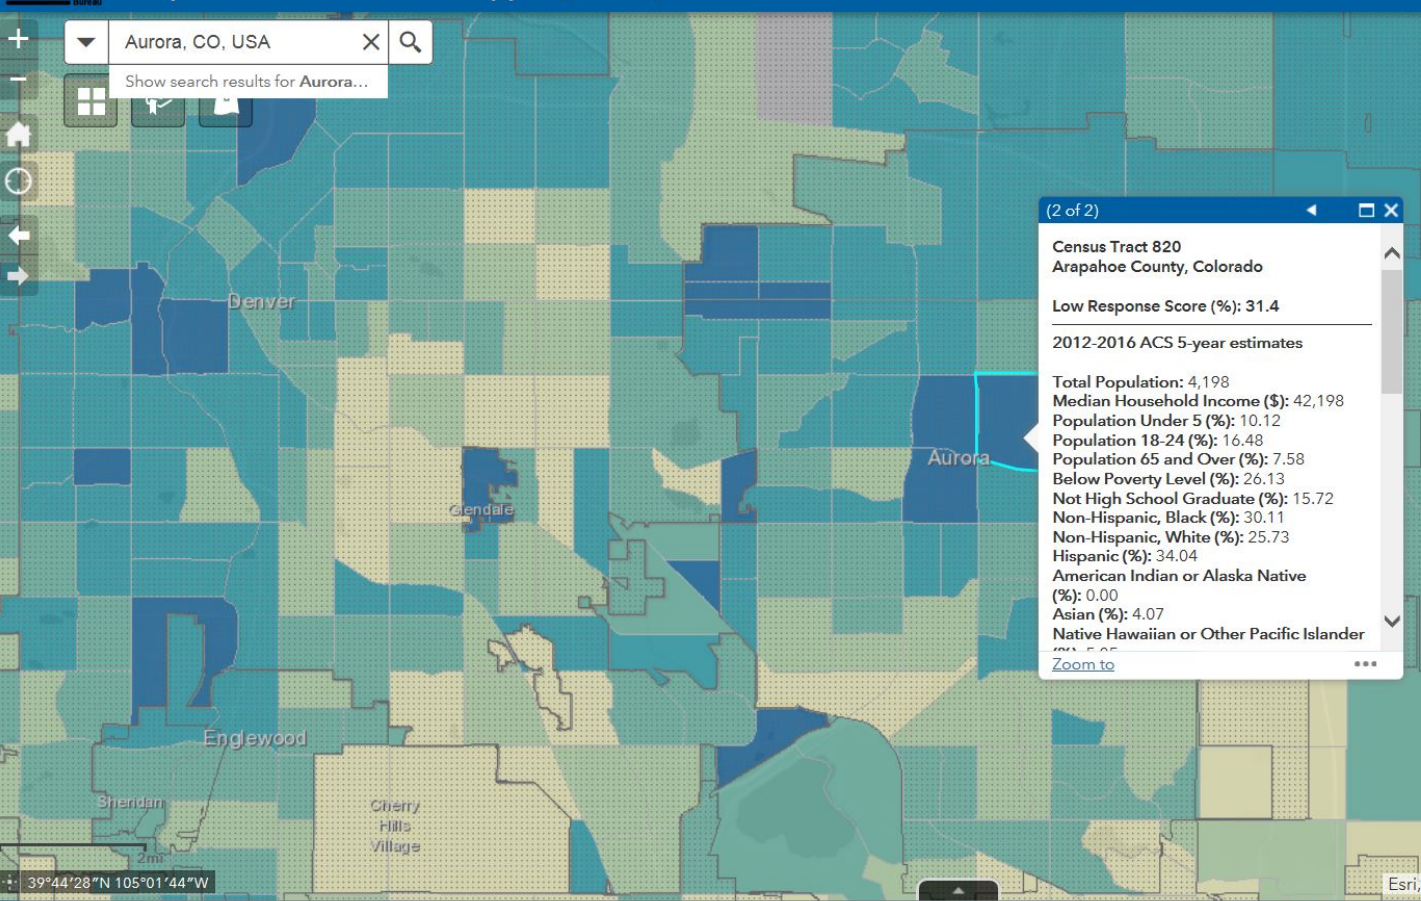 Bureau
Aurora, CO, USA
Show search results for Aurora...
Denver
Aurora
Glendale
Englewood
Sheridan
Cherry
Hills
Village
2mi
39°44'28"N 105°01'44"W
Esri,
(2 of 2)
Census Tract 820
Arapahoe County, Colorado
Low Response Score (%): 31.4
2012-2016 ACS 5-year estimates
Total Population: 4,198
Median Household Income ($): 42,198
Population Under 5 (%): 10.12
Population 18-24 (%): 16.48
Population 65 and Over (%): 7.58
Below Poverty Level (%): 26.13
Not High School Graduate (%): 15.72
Non-Hispanic, Black (%): 30.11
Non-Hispanic, White (%): 25.73
Hispanic (%): 34.04
American Indian or Alaska Native
(%): 0.00
Asian (%): 4.07
Native Hawaiian or Other Pacific Islander
Zoom to